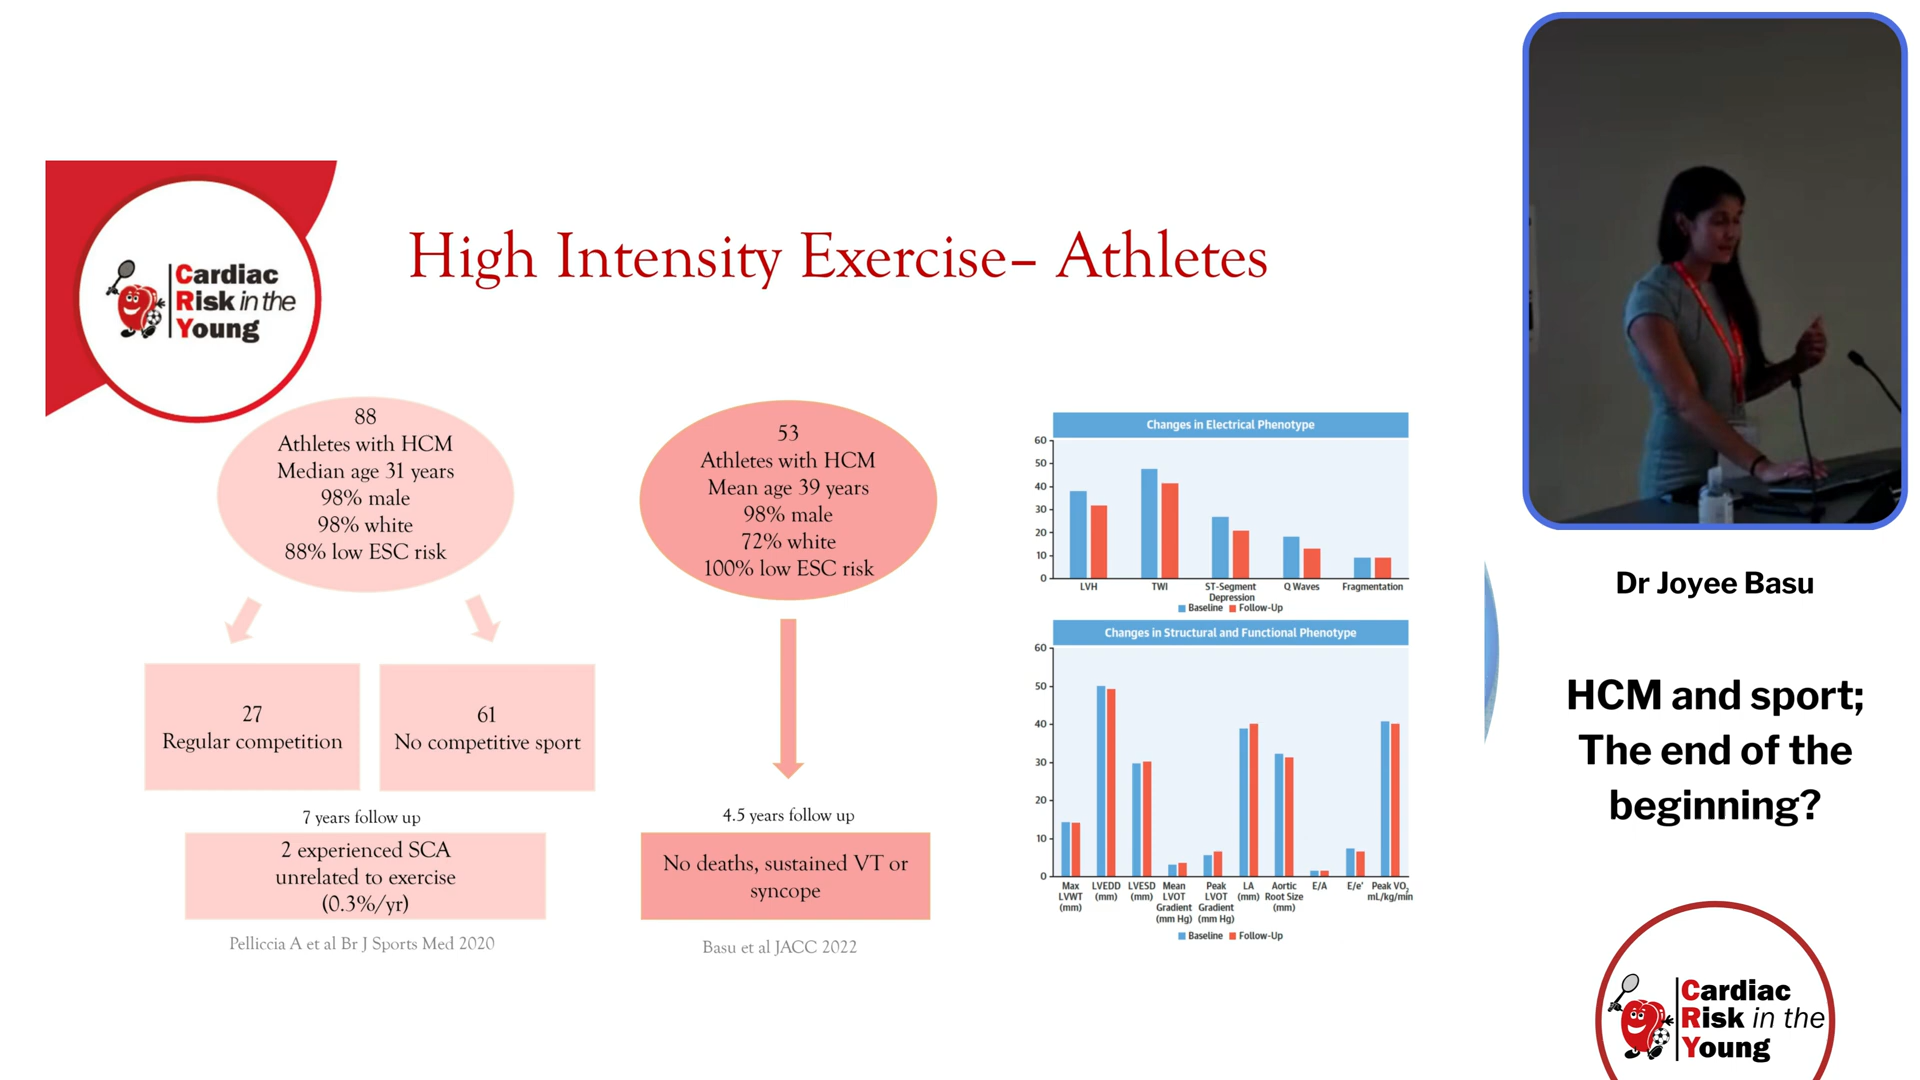 Cardiac
Risk in the
Young
High Intensity Exercise– Athletes
88
Athletes with HCM
Median age 31 years
98% male
98% white
88% low ESC risk
27
Regular competition
61
No competitive sport
7 years follow up
2 experienced SCA
unrelated to exercise
(0.3%/yr)
Pelliccia A et al Br J Sports Med 2020
53
Athletes with HCM
Mean age 39 years
98% male
72% white
100% low ESC risk
4.5 years follow up
No deaths, sustained VT or
syncope
Basu et al JACC 2022
Changes in Electrical Phenotype
60
50
40
30
20
10
0
LVH
TWI
ST-Segment
Depression
Q Waves
Fragmentation
Baseline
Follow-Up
Changes in Structural and Functional Phenotype
60
50
40
30
20
10
0
Max
LVWT
(mm)
LVEDD
(mm)
LVESD
(mm)
Mean
LVOT
Gradient
(mm Hg)
Peak
LVOT
Gradient
(mm Hg)
LA
(mm)
Aortic
Root Size
(mm)
E/A
E/e'
Peak VO₂
mL/kg/min
Baseline
Follow-Up
Dr Joyee Basu
HCM and sport;
The end of the
beginning?
Cardiac
Risk in the
Young